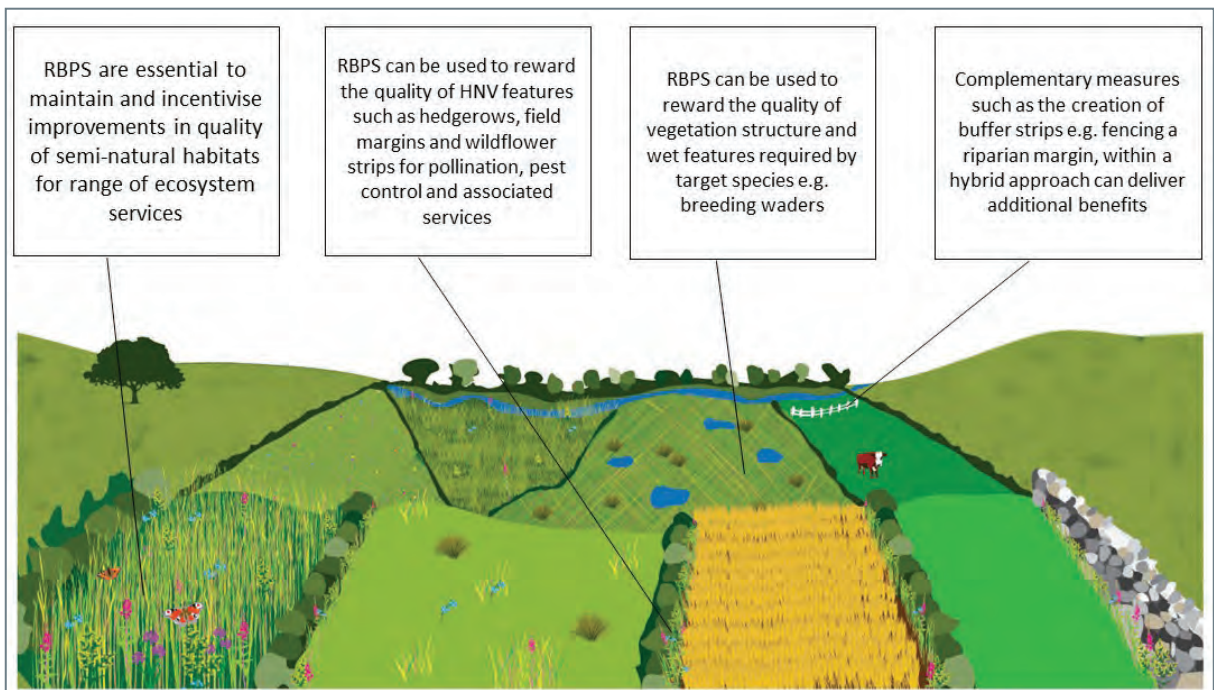 RBPS are essential to
maintain and incentivise
improvements in quality
of semi-natural habitats
for range of ecosystem
services
RBPS can be used to reward
the quality of HNV features
such as hedgerows, field
margins and wildflower
strips for pollination, pest
control and associated
services
RBPS can be used to
reward the quality of
vegetation structure and
wet features required by
target species e.g.
breeding waders
Complementary measures
such as the creation of
buffer strips e.g. fencing a
riparian margin, within a
hybrid approach can deliver
additional benefits